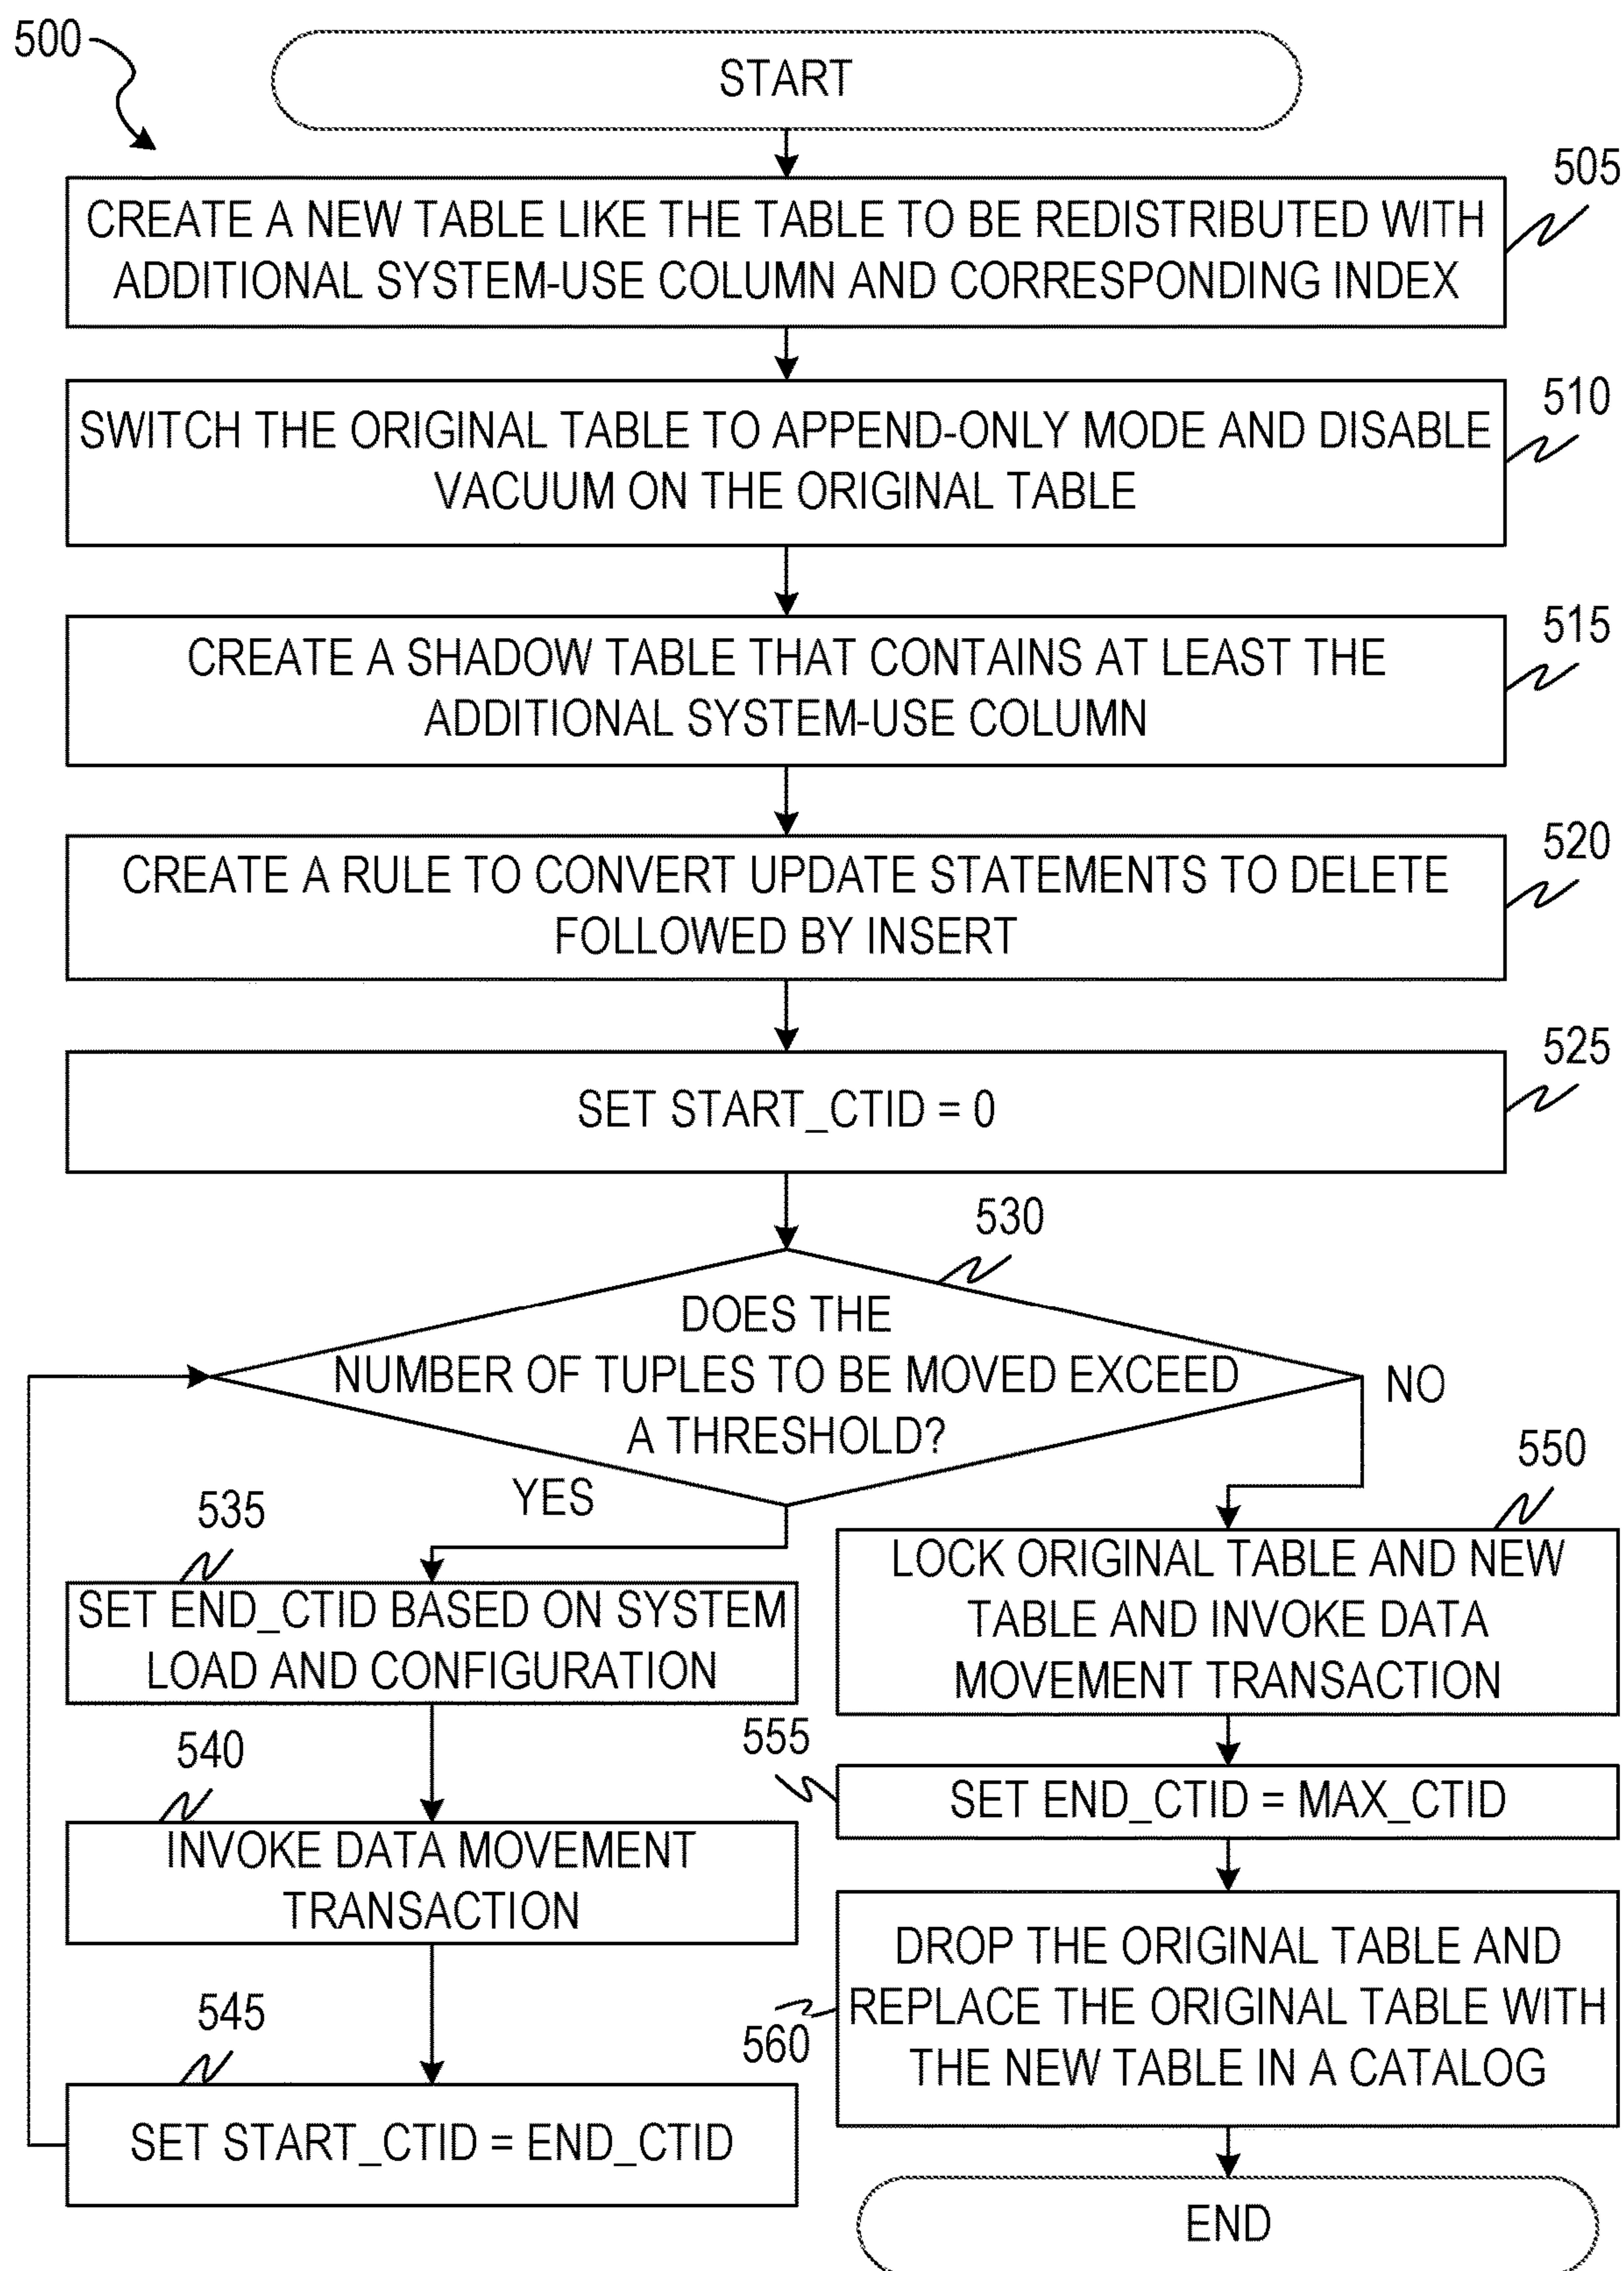 500
START
505
CREATE A NEW TABLE LIKE THE TABLE TO BE REDISTRIBUTED WITH
ADDITIONAL SYSTEM-USE COLUMN AND CORRESPONDING INDEX
510
SWITCH THE ORIGINAL TABLE TO APPEND-ONLY MODE AND DISABLE
VACUUM ON THE ORIGINAL TABLE
515
CREATE A SHADOW TABLE THAT CONTAINS AT LEAST THE
ADDITIONAL SYSTEM-USE COLUMN
520
CREATE A RULE TO CONVERT UPDATE STATEMENTS TO DELETE
FOLLOWED BY INSERT
525
SET START_CTID = 0
530
DOES THE
NUMBER OF TUPLES TO BE MOVED EXCEED
A THRESHOLD?
NO
YES
535
SET END_CTID BASED ON SYSTEM
LOAD AND CONFIGURATION
540
INVOKE DATA MOVEMENT
TRANSACTION
545
SET START_CTID = END_CTID
550
LOCK ORIGINAL TABLE AND NEW
TABLE AND INVOKE DATA
MOVEMENT TRANSACTION
555
SET END_CTID = MAX_CTID
560
DROP THE ORIGINAL TABLE AND
REPLACE THE ORIGINAL TABLE WITH
THE NEW TABLE IN A CATALOG
END